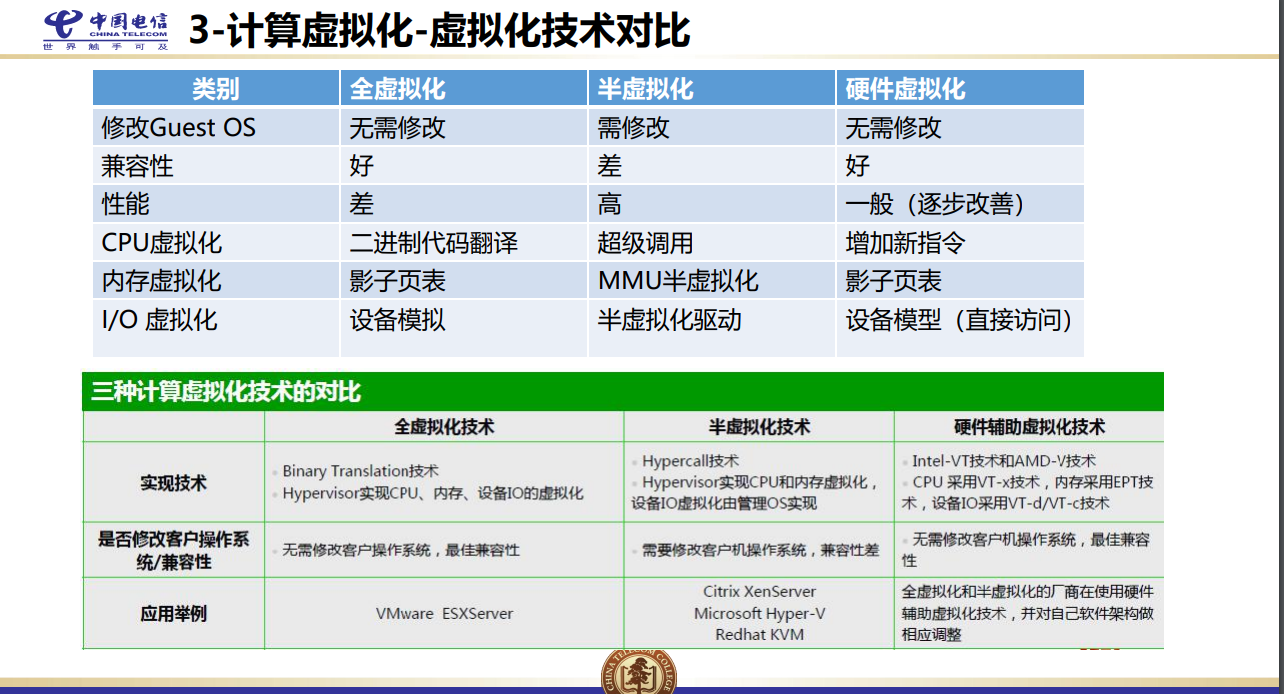 中国电信
CHINA TELECOM
世界触手可及
3-计算虚拟化-虚拟化技术对比
类别 全虚拟化 半虚拟化 硬件虚拟化
修改Guest OS 无需修改 需修改 无需修改
兼容性 好 差 好
性能 差 高 一般（逐步改善）
CPU虚拟化 二进制代码翻译 超级调用 增加新指令
内存虚拟化 影子页表 MMU半虚拟化 影子页表
I/O 虚拟化 设备模拟 半虚拟化驱动 设备模型（直接访问）
三种计算虚拟化技术的对比
全虚拟化技术 半虚拟化技术 硬件辅助虚拟化技术
实现技术
Binary Translation技术
Hypervisor实现CPU、内存、设备IO的虚拟化
Hypercall技术
Hypervisor实现CPU和内存虚拟化，
设备IO虚拟化由管理OS实现
Intel-VT技术和AMD-V技术
CPU 采用VT-x技术，内存采用EPT技
术，设备IO采用VT-d/VT-c技术
是否修改客户操作系
统/兼容性
无需修改客户操作系统，最佳兼容性
需要修改客户机操作系统，兼容性差
无需修改客户机操作系统，最佳兼容
性
应用举例
VMware ESXServer
Citrix XenServer
Microsoft Hyper-V
Redhat KVM
全虚拟化和半虚拟化的厂商在使用硬件
辅助虚拟化技术，并对自己软件架构做
相应调整
CHINA TELECOM COLLEGE